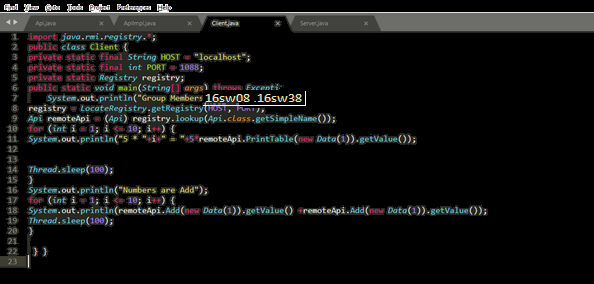 Find View Goto Tools Project Preferences Help
Api.java ApiImpl.java Client.java Server.java
1 import java.rmi.registry.*;
2 public class Client {
3 private static final String HOST = "localhost";
4 private static final int PORT = 1088;
5 private static Registry registry;
6 public static void main(String[] args) throws Excepti
7 System.out.println("Group Members 16sw08 .16sw38
8 registry = LocateRegistry.getRegistry(HOST, PORT);
9 Api remoteApi = (Api) registry.lookup(Api.class.getSimpleName());
10 for (int i = 1; i <= 10; i++) {
11 System.out.println("5 * "+i+" = "+5*remoteApi.PrintTable(new Data(1)).getValue());
12
13
14 Thread.sleep(100);
15 }
16 System.out.println("Numbers are Add");
17 for (int i = 1; i <= 10; i++) {
18 System.out.println(remoteApi.Add(new Data(1)).getValue() +remoteApi.Add(new Data(1)).getValue());
19 Thread.sleep(100);
20 }
21
22 } }
23